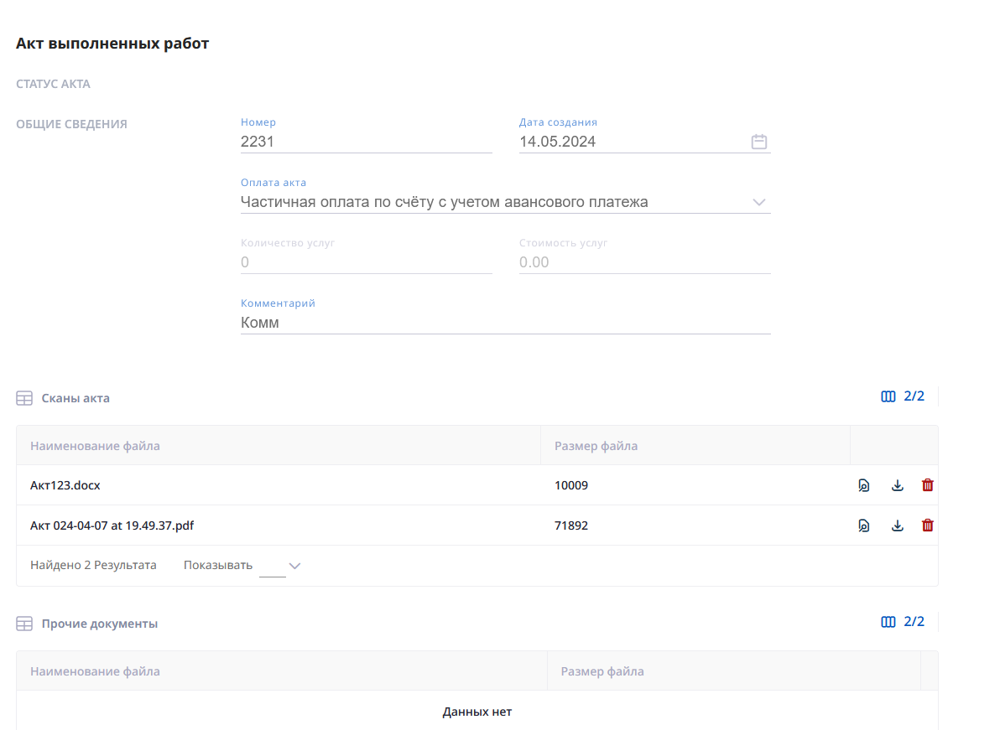 Акт выполненных работ
СТАТУС АКТА
ОБЩИЕ СВЕДЕНИЯ
Номер
2231
Дата создания
14.05.2024
Оплата акта
Частичная оплата по счёту с учетом авансового платежа
Количество услуг
0
Стоимость услуг
0.00
Комментарий
Комм
Сканы акта
2/2
Наименование файла Размер файла
Акт123.docx 10009
Акт 024-04-07 at 19.49.37.pdf 71892
Найдено 2 Результата Показывать
Прочие документы
2/2
Наименование файла Размер файла
Данных нет